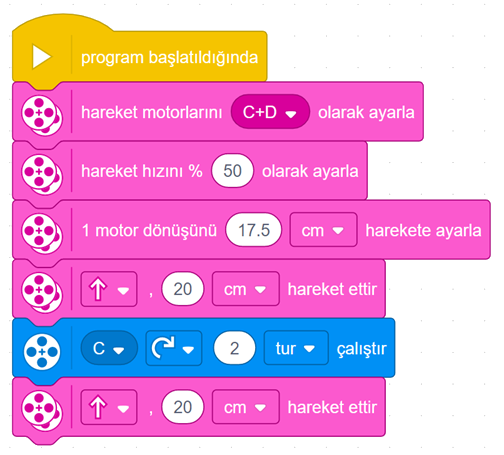 program başlatıldığında
hareket motorlarını C+D olarak ayarla
hareket hızını % 50 olarak ayarla
1 motor dönüşünü 17.5 cm harekete ayarla
, 20 cm hareket ettir
C 2 tur çalıştır
, 20 cm hareket ettir